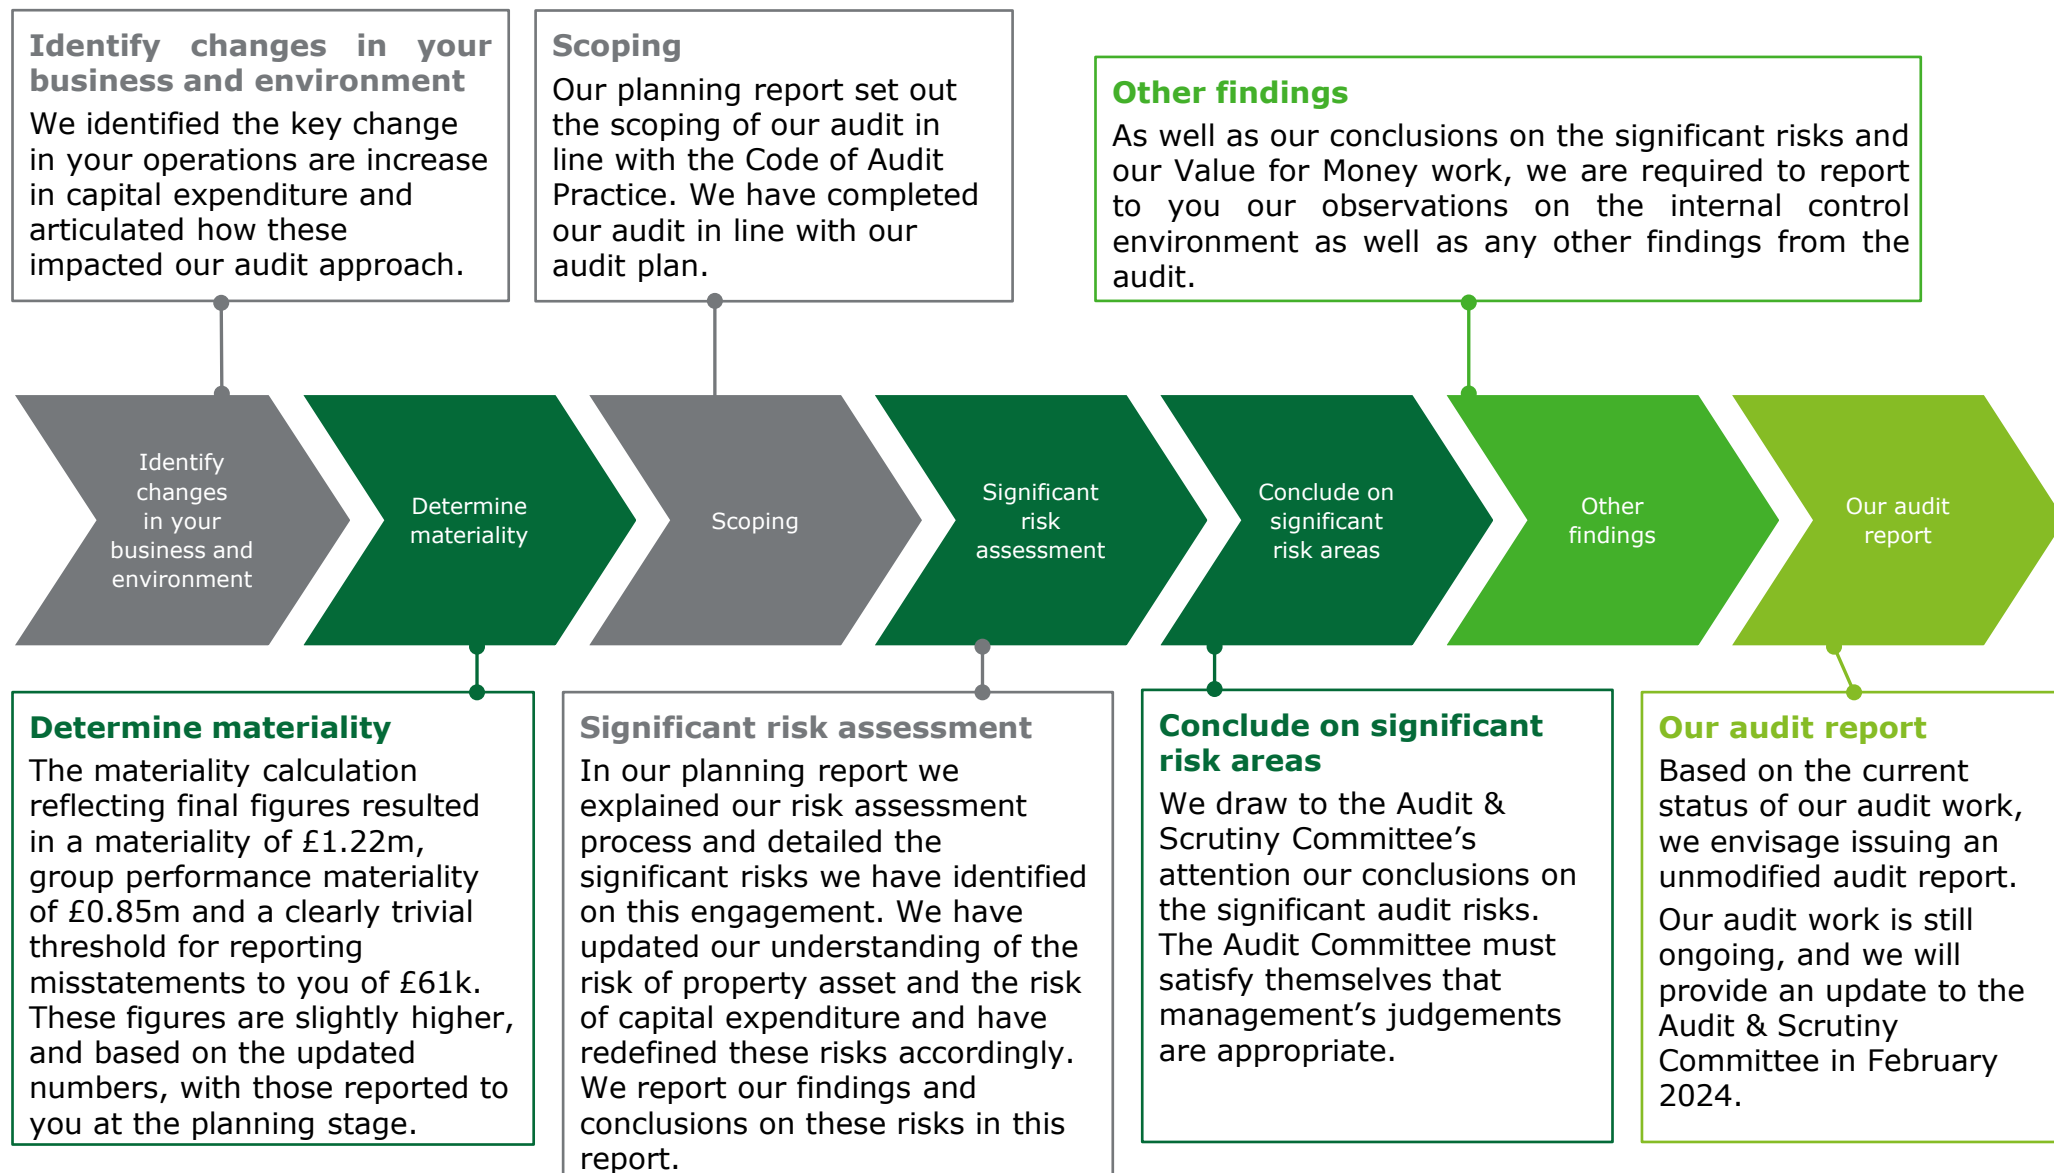 Identify changes in your
business and environment
We identified the key change
in your operations are increase
in capital expenditure and
articulated how these
impacted our audit approach.
Scoping
Our planning report set out
the scoping of our audit in
line with the Code of Audit
Practice. We have completed
our audit in line with our
audit plan.
Other findings
As well as our conclusions on the significant risks and
our Value for Money work, we are required to report
to you our observations on the internal control
environment as well as any other findings from the
audit.
Identify
changes
in your
business and
environment
Determine
materiality
Scoping
Significant
risk
assessment
Conclude on
significant
risk areas
Other
findings
Our audit
report
Determine materiality
The materiality calculation
reflecting final figures resulted
in a materiality of £1.22m,
group performance materiality
of £0.85m and a clearly trivial
threshold for reporting
misstatements to you of £61k.
These figures are slightly higher,
and based on the updated
numbers, with those reported to
you at the planning stage.
Significant risk assessment
In our planning report we
explained our risk assessment
process and detailed the
significant risks we have identified
on this engagement. We have
updated our understanding of the
risk of property asset and the risk
of capital expenditure and have
redefined these risks accordingly.
We report our findings and
conclusions on these risks in this
report.
Conclude on significant
risk areas
We draw to the Audit &
Scrutiny Committee’s
attention our conclusions on
the significant audit risks.
The Audit Committee must
satisfy themselves that
management’s judgements
are appropriate.
Our audit report
Based on the current
status of our audit work,
we envisage issuing an
unmodified audit report.
Our audit work is still
ongoing, and we will
provide an update to the
Audit & Scrutiny
Committee in February
2024.